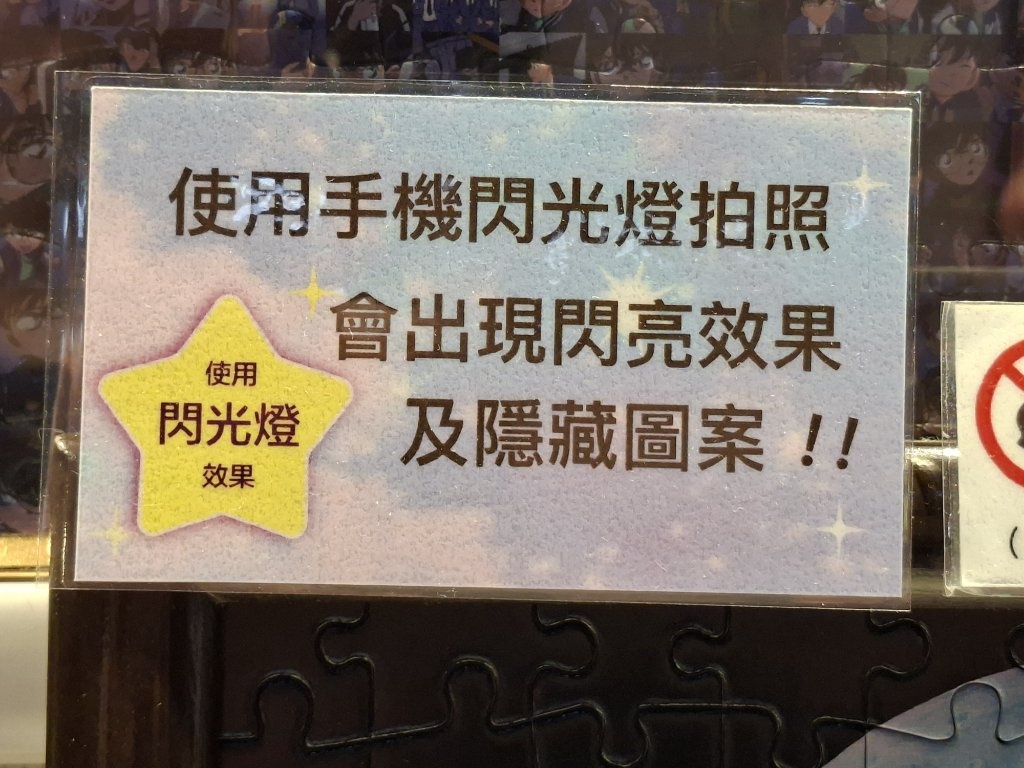 使用手機閃光燈拍照
會出現閃亮效果
及隱藏圖案 !!
使用
閃光燈
效果
(